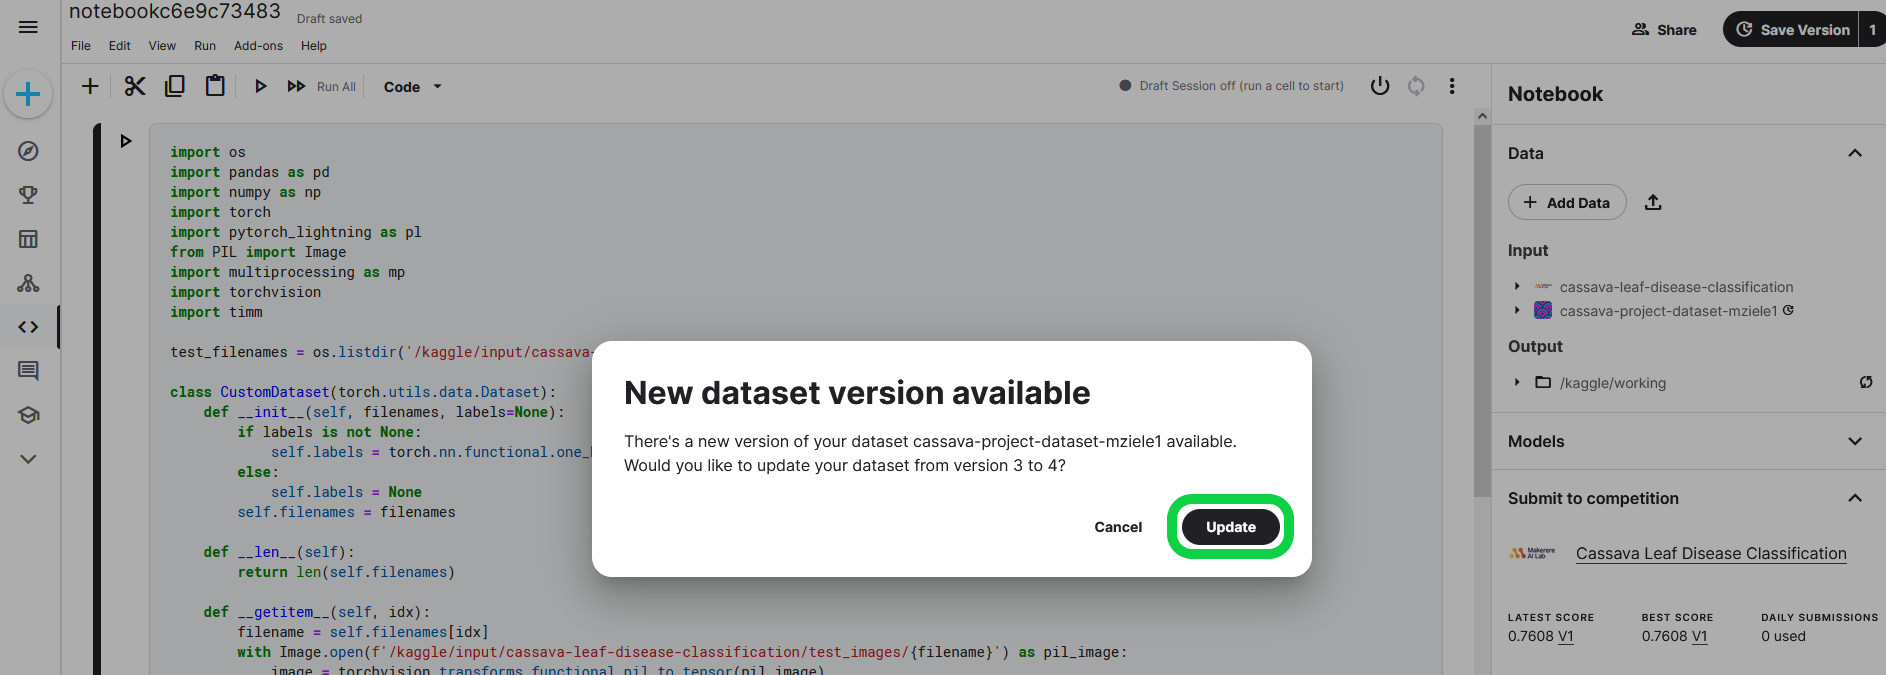 notebookc6e9c73483
Draft saved
File Edit View Run Add-ons Help
Share
Save Version
1
Run All
Code
Draft Session off (run a cell to start)
import os
import pandas as pd
import numpy as np
import torch
import pytorch_lightning as pl
from PIL import Image
import multiprocessing as mp
import torchvision
import timm
test_filenames = os.listdir('/kaggle/input/cassava-
class CustomDataset(torch.utils.data.Dataset):
def __init__(self, filenames, labels=None):
if labels is not None:
self.labels = torch.nn.functional.one_
else:
self.labels = None
self.filenames = filenames
def __len__(self):
return len(self.filenames)
def __getitem__(self, idx):
filename = self.filenames[idx]
with Image.open(f'/kaggle/input/cassava-leaf-disease-classification/test_images/{filename}') as pil_image:
image = torchvision.transforms.functional.pil_to_tensor(pil_image)
New dataset version available
There's a new version of your dataset cassava-project-dataset-mziele1 available.
Would you like to update your dataset from version 3 to 4?
Cancel
Update
Notebook
Data
Add Data
Input
cassava-leaf-disease-classification
cassava-project-dataset-mziele1
Output
/kaggle/working
Models
Submit to competition
Makerere
AI Lab
Cassava Leaf Disease Classification
LATEST SCORE BEST SCORE DAILY SUBMISSIONS
0.7608 V1 0.7608 V1 0 used